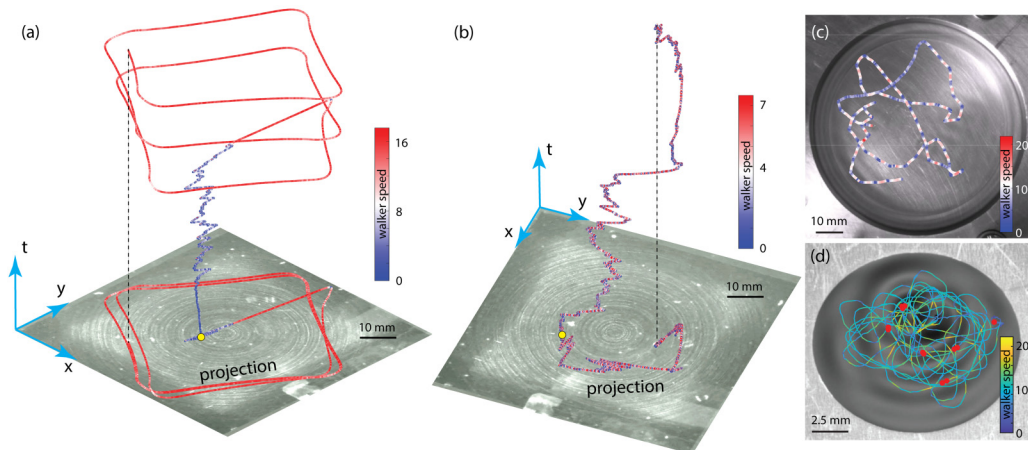 (a)
16
8
0
walker speed
t
y
x
10 mm
projection
(b)
7
4
0
walker speed
t
y
x
10 mm
projection
(c)
20
10
0
walker speed
10 mm
(d)
20
10
0
walker speed
2.5 mm